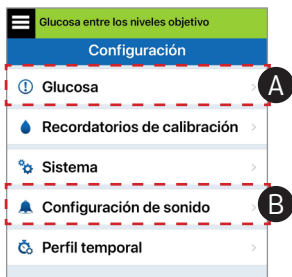 Glucosa entre los niveles objetivo
Configuración
Glucosa
A
Recordatorios de calibración
Sistema
Configuración de sonido
B
Perfil temporal